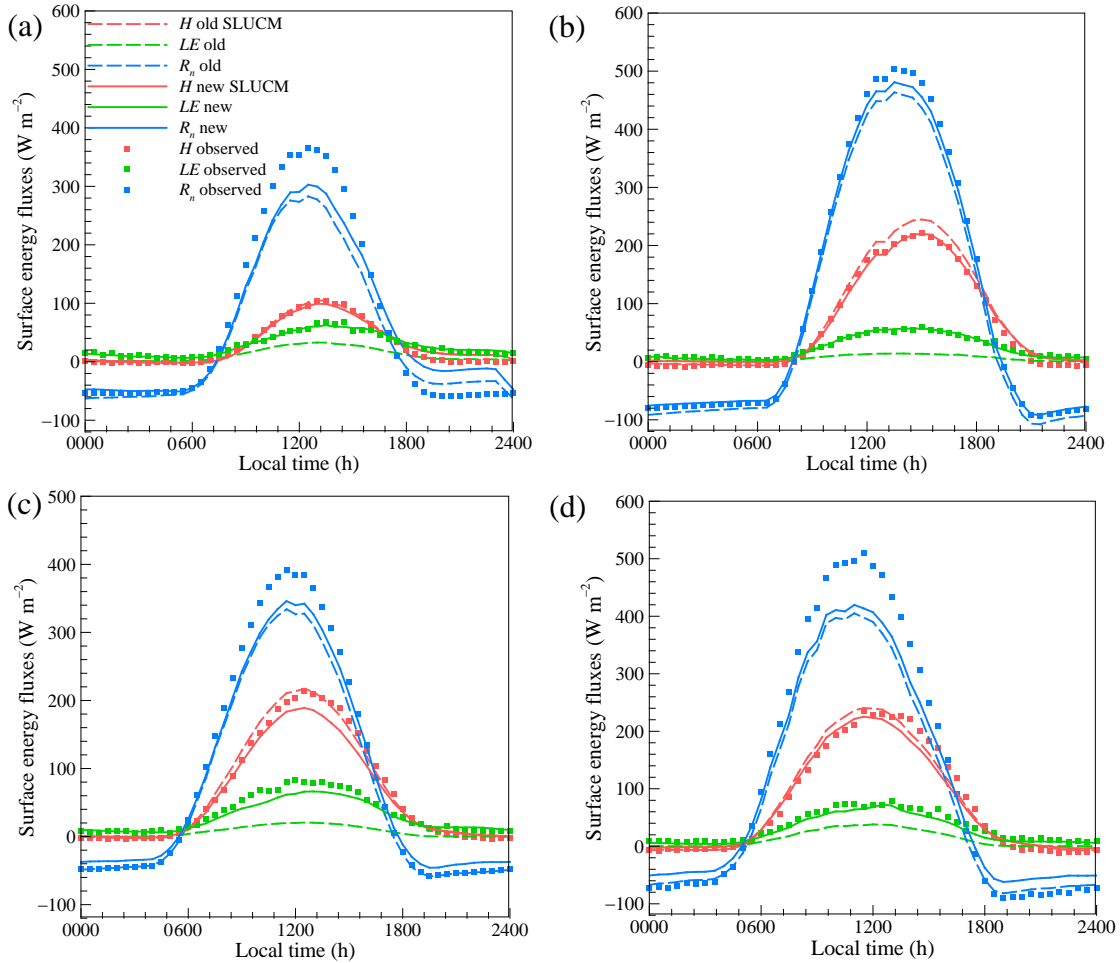 (a)
Surface energy fluxes (W m⁻²)
600
500
400
300
200
100
0
−100
H old SLUCM
LE old
Rn old
H new SLUCM
LE new
Rn new
H observed
LE observed
Rn observed
0000 0600 1200 1800 2400
Local time (h)
(b)
Surface energy fluxes (W m⁻²)
600
500
400
300
200
100
0
−100
0000 0600 1200 1800 2400
Local time (h)
(c)
Surface energy fluxes (W m⁻²)
500
400
300
200
100
0
−100
0000 0600 1200 1800 2400
Local time (h)
(d)
Surface energy fluxes (W m⁻²)
600
500
400
300
200
100
0
−100
0000 0600 1200 1800 2400
Local time (h)